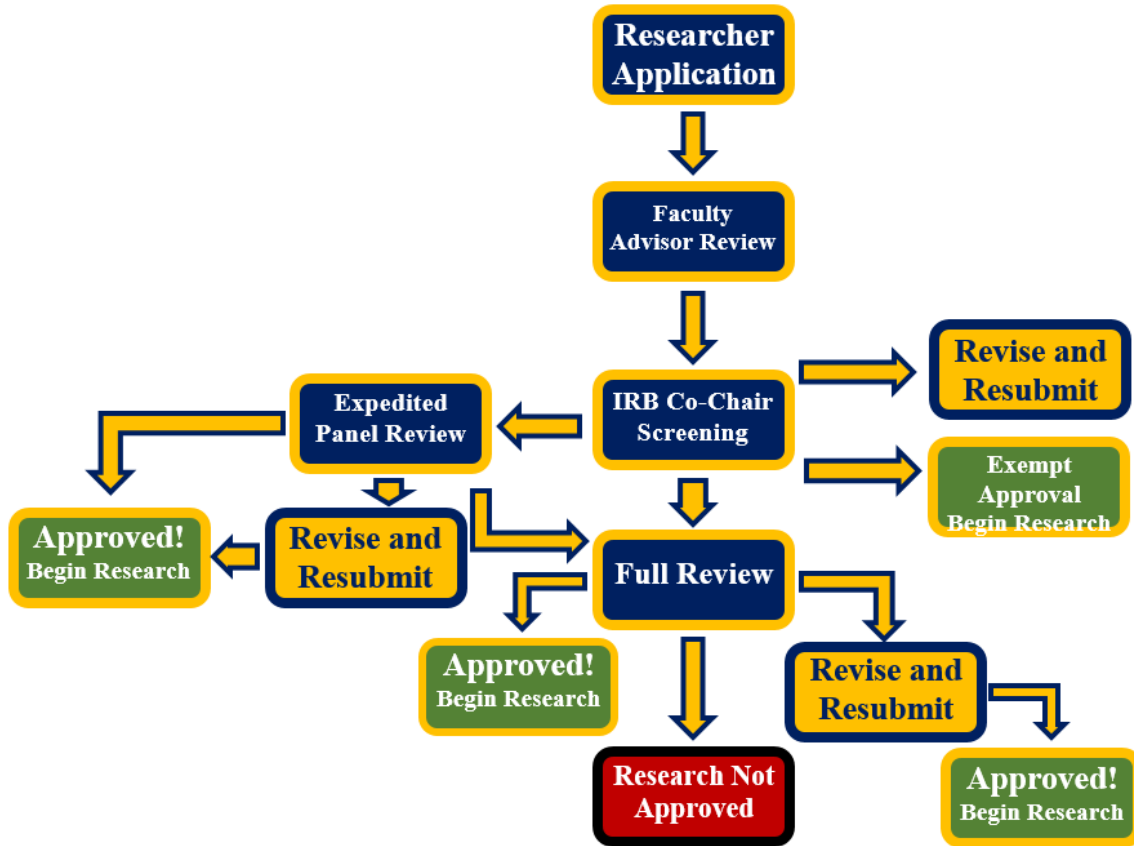 Researcher
Application
Faculty
Advisor Review
Revise and
Resubmit
Expedited
Panel Review
IRB Co-Chair
Screening
Exempt
Approval
Begin Research
Approved!
Begin Research
Revise and
Resubmit
Full Review
Approved!
Begin Research
Revise and
Resubmit
Research Not
Approved
Approved!
Begin Research